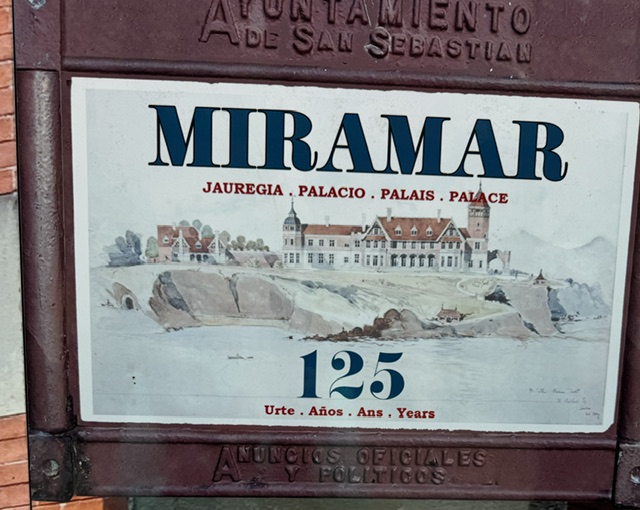 AYUNTAMIENTO
DE SAN SEBASTIAN
MIRAMAR
JAUREGIA . PALACIO . PALAIS . PALACE
125
Urte . Años . Ans . Years
ANUNCIOS OFICIALES
Y POLITICOS